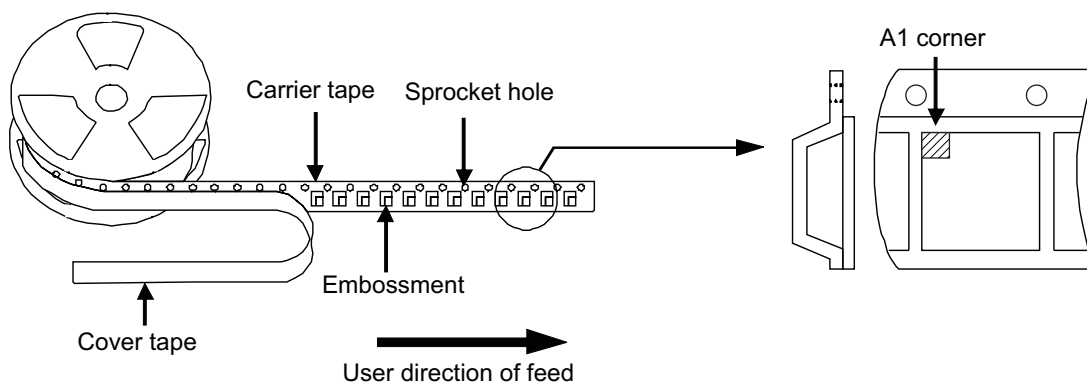 A1 corner
Carrier tape
Sprocket hole
Embossment
Cover tape
User direction of feed